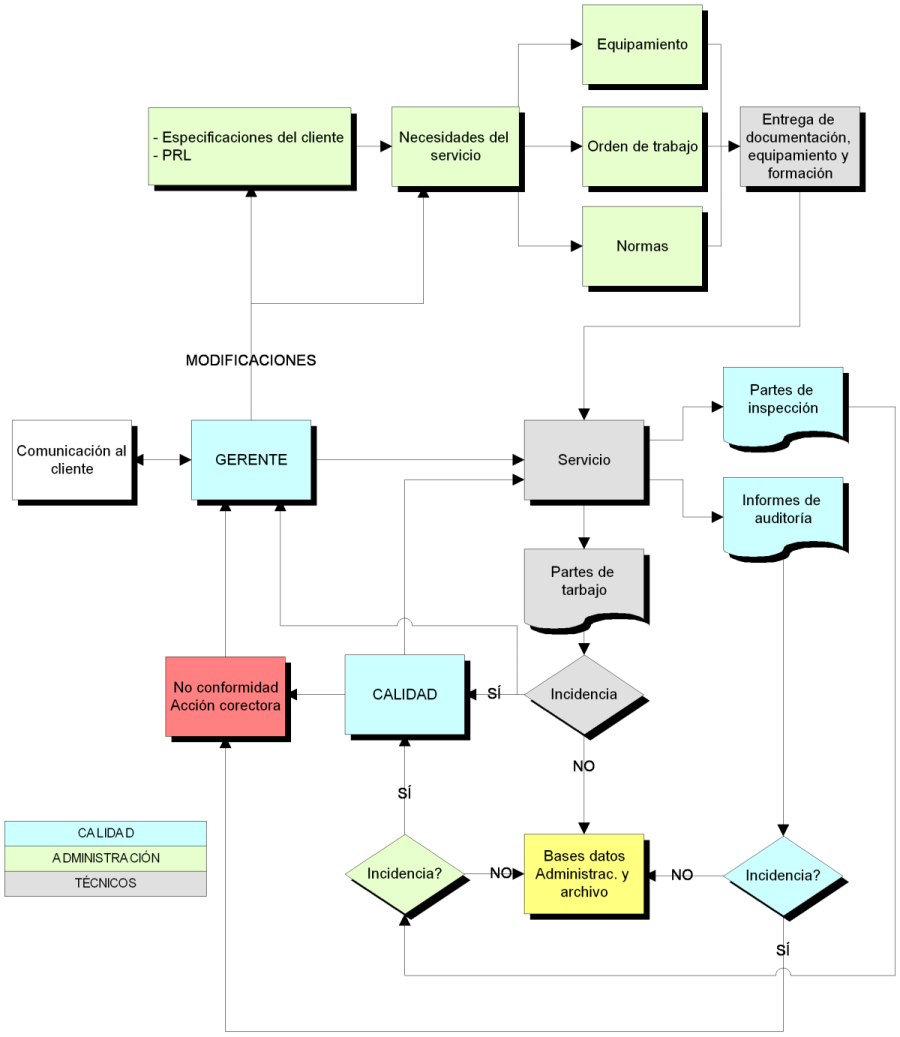 Equipamiento
- Especificaciones del cliente
- PRL
Necesidades del
servicio
Orden de trabajo
Entrega de
documentación,
equipamiento y
formación
Normas
MODIFICACIONES
Comunicación al
cliente
GERENTE
Servicio
Partes de
inspección
Informes de
auditoría
Partes de
tarbajo
No conformidad
Acción corectora
CALIDAD
SÍ
Incidencia
NO
SÍ
CALIDAD
ADMINISTRACIÓN
TÉCNICOS
Incidencia?
NO
Bases datos
Administrac. y
archivo
NO
Incidencia?
SÍ